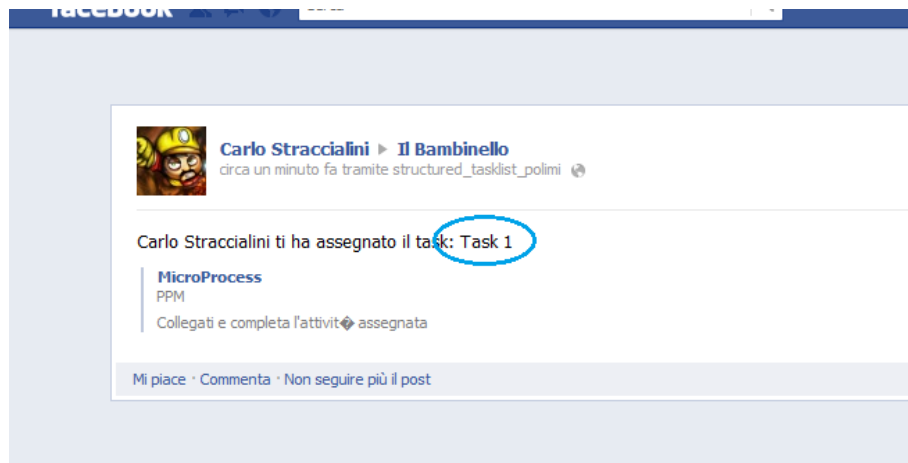 facebook
Carlo Straccialini ▶ Il Bambinello
circa un minuto fa tramite structured_tasklist_polimi
Carlo Straccialini ti ha assegnato il task: Task 1
MicroProcess
PPM
Collegati e completa l'attivit� assegnata
Mi piace · Commenta · Non seguire più il post